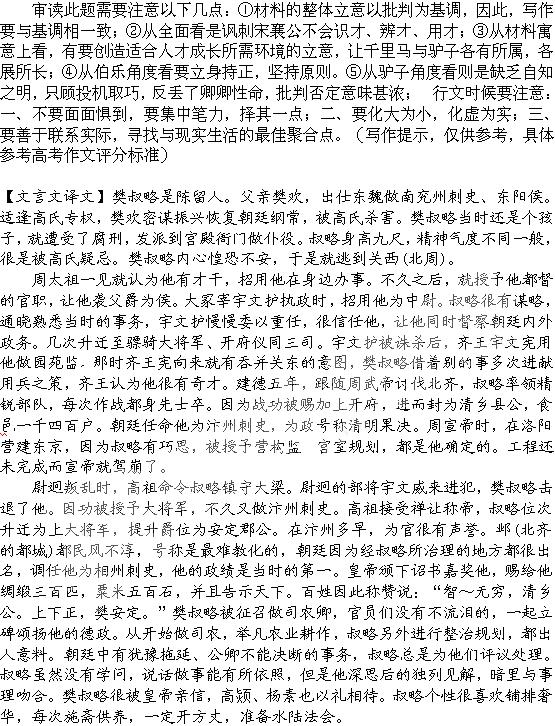 审读此题需要注意以下几点：①材料的整体立意以批判为基调，因此，写作
要与基调相一致；②从全面看是讽刺宋襄公不会识才、辨才、用才；③从材料寓
意上看，有要创造适合人才成长所需环境的立意，让千里马与驴子各有所属，各
展所长；④从伯乐角度看要立身持正，坚持原则。⑤从驴子角度看则是缺乏自知
之明，只顾投机取巧，反丢了卿卿性命，批判否定意味甚浓； 行文时候要注意：
一、不要面面惧到，要集中笔力，择其一点；二、要化大为小，化虚为实；三、
要善于联系实际，寻找与现实生活的最佳聚合点。（写作提示，仅供参考，具体
参考高考作文评分标准）
【文言文译文】樊叔略是陈留人。父亲樊欢，出仕东魏做南兖州刺史、东阳侯。
适逢高氏专权，樊欢密谋振兴恢复朝廷纲常，被高氏杀害。樊叔略当时还是个孩
子，就遭受了腐刑，发派到宫殿衙门做仆役。叔略身高九尺，精神气度不同一般，
很是被高氏疑忌。樊叔略内心惶恐不安，于是就逃到关西(北周)。
周太祖一见就认为他有才干，招用他在身边办事。不久之后，就授予他都督
的官职，让他袭父爵为侯。大冢宰宇文护执政时，招用他为中尉。叔略很有谋略，
通晓熟悉当时的事务，宇文护慢慢委以重任，很信任他，让他同时督察朝廷内外
政务。几次升迁至骠骑大将军、开府仪同三司。宇文护被诛杀后，齐王宇文宪用
他做园苑监．那时齐王宪向来就有吞并关东的意图，樊叔略借着别的事多次进献
用兵之策，齐王认为他很有奇才。建德五年，跟随周武帝讨伐北齐，叔略率领精
锐部队，每次作战都身先士卒。因为战功被赐加上开府，进而封为清乡县公，食
邑一千四百户。朝廷任命他为汴州刺史，为政号称清明果决。周宣帝时，在洛阳
营建东京，因为叔略有巧思，被授予营构监 宫室规划，都是他确定的。工程还
未完成而宣帝就驾崩了。
尉迥叛乱时，高祖命令叔略镇守大梁。尉迥的部将宇文威来进犯，樊叔略击
退了他。因功被授予大将军，不久又做汴州刺史。高祖接受禅让称帝，叔略位次
升迁为上大将军，提升爵位为安定郡公。在汴州多早，为官很有声誉。邺(北齐
的都城)都民风不淳，号称是最难教化的，朝廷因为经叔略所治理的地方都很出
名，调任他为相州刺史，他的政绩是当时的第一。皇帝颁下诏书嘉奖他，赐给他
绸缎三百匹，粟米五百石，并且告示天下。百姓因此称赞说：“智～无穷，清乡
公。上下正，樊安定。”樊叔略被征召做司农卿，官员们没有不流泪的，一起立
碑颂扬他的德政。从开始做司农，举凡农业耕作，叔略另外进行整治规划，都出
人意料。朝廷中有犹豫拖延、公卿不能决断的事务，叔略总是为他们评议处理。
叔略虽然没有学问，说话做事能有所依照，但是他深思后的独列见解，暗里与事
理吻合。樊叔略很被皇帝亲信，高颎、杨素也以礼相待。叔略个性很喜欢铺排奢
华，每次施斋供养，一定开方丈，准备水陆法会。